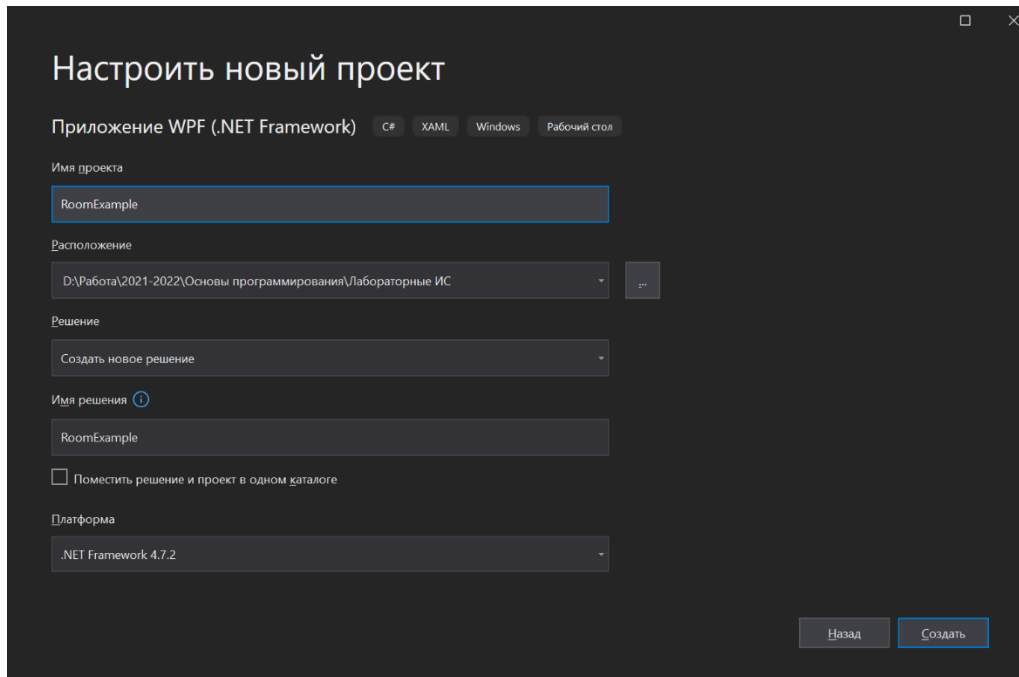 Настроить новый проект
Приложение WPF (.NET Framework) C# XAML Windows Рабочий стол
Имя проекта
RoomExample
Расположение
D:\Работа\2021-2022\Основы программирования\Лабораторные ИС
...
Решение
Создать новое решение
Имя решения
RoomExample
Поместить решение и проект в одном каталоге
Платформа
.NET Framework 4.7.2
Назад Создать